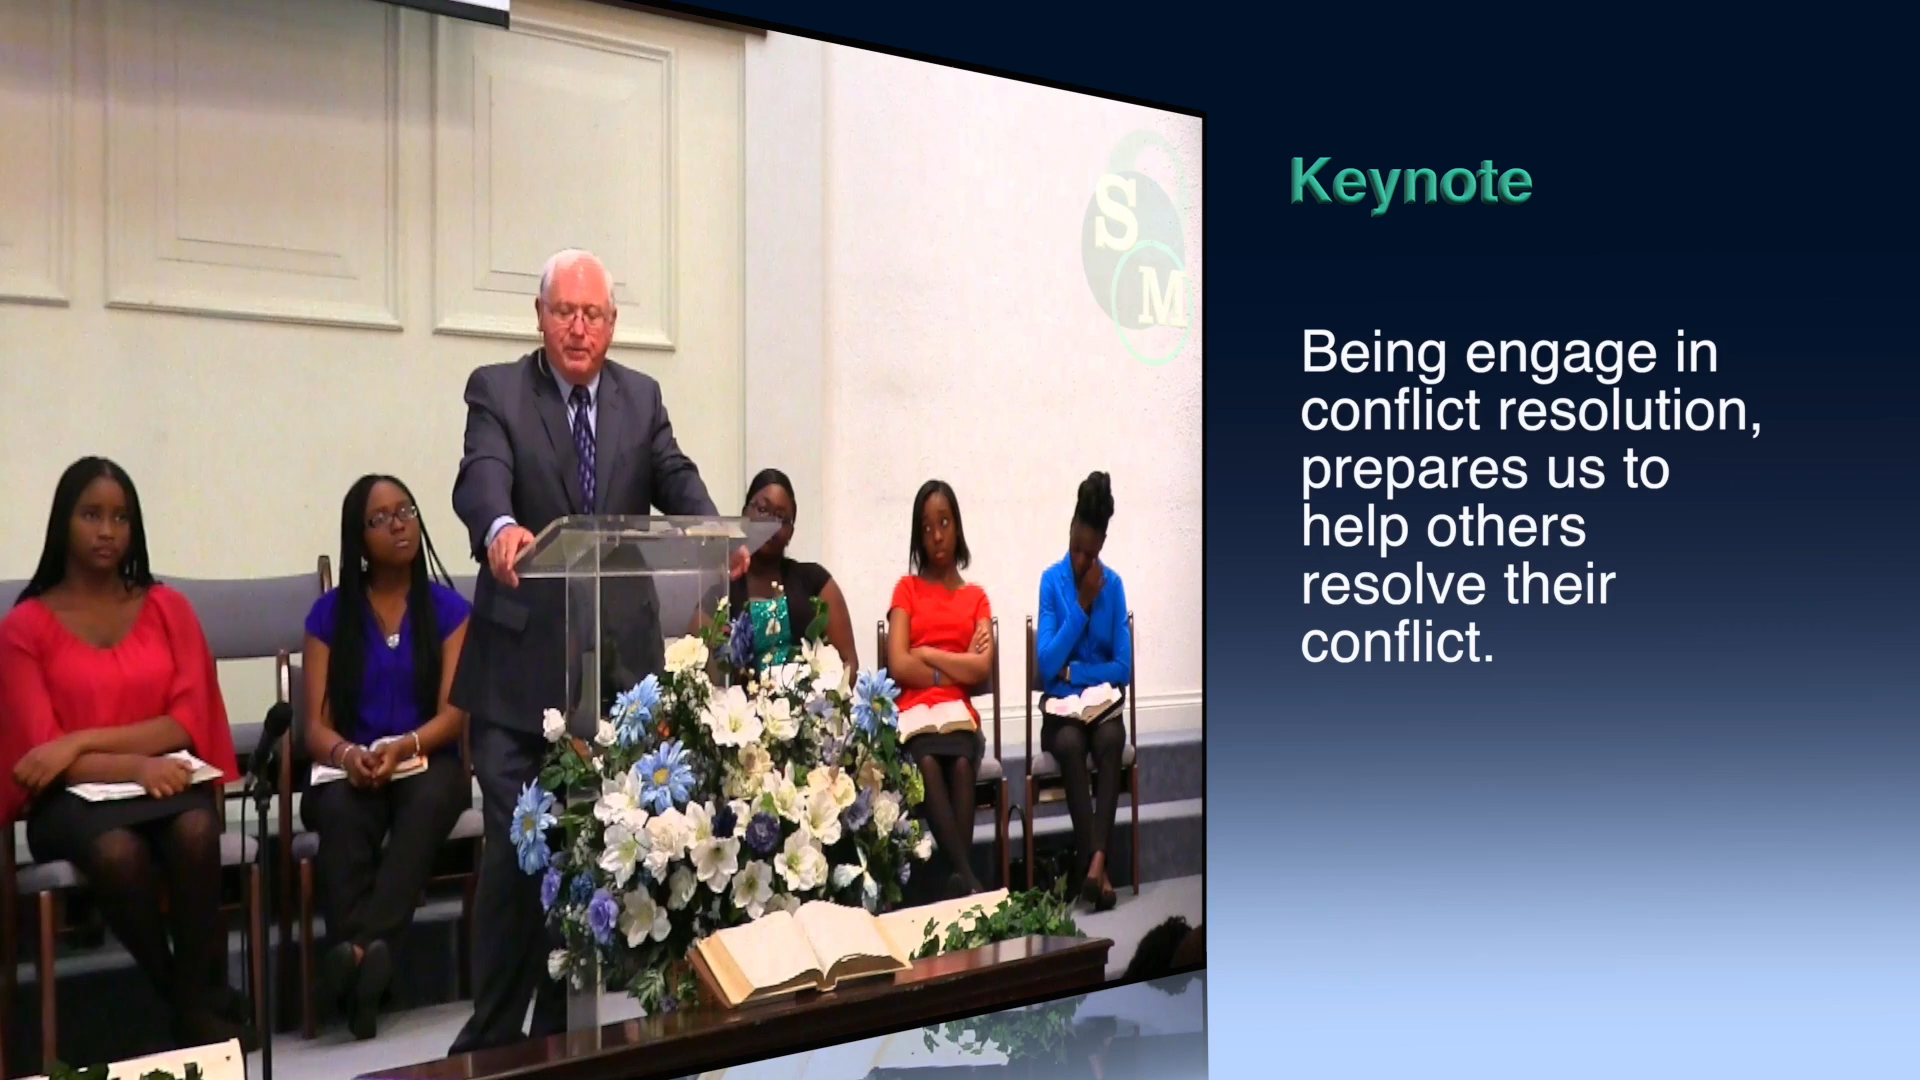 S
M
Keynote
Being engage in
conflict resolution,
prepares us to
help others
resolve their
conflict.